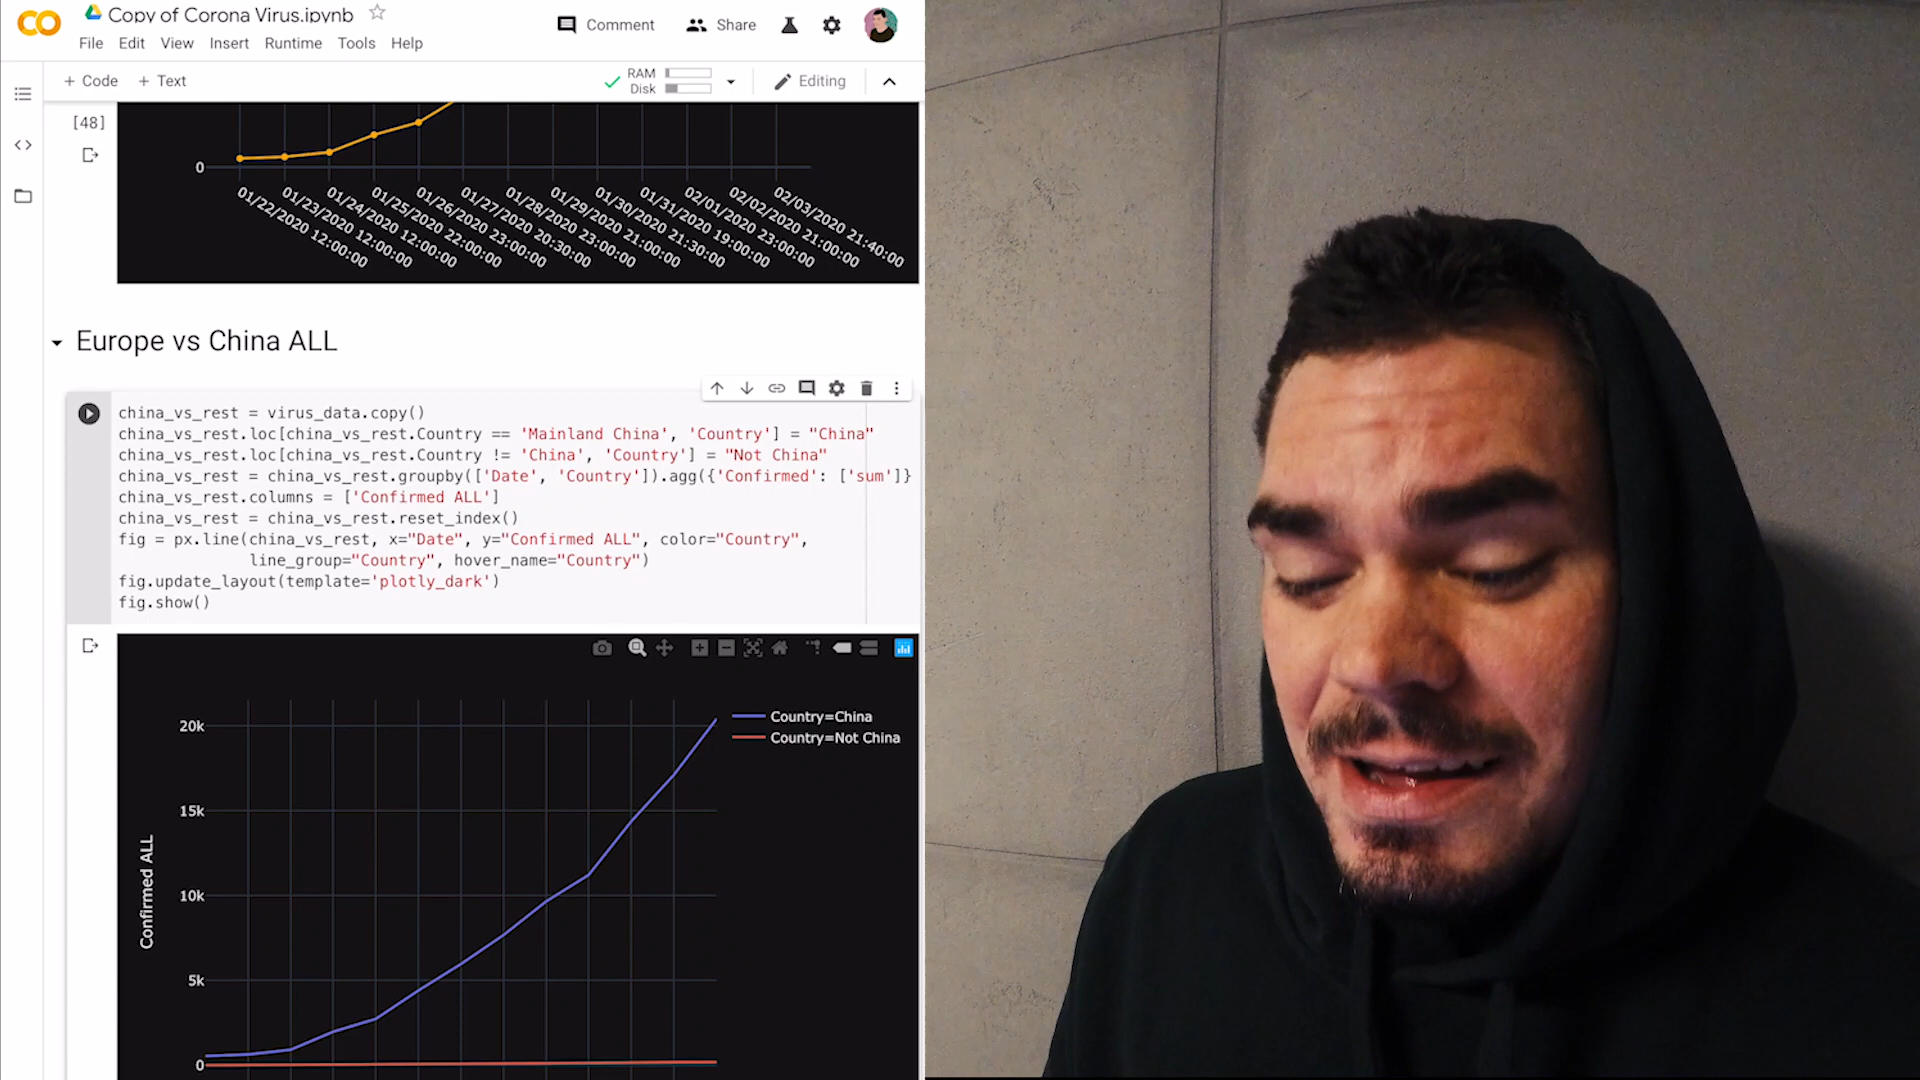 Copy of Corona Virus.ipynb
File Edit View Insert Runtime Tools Help
Comment Share
+ Code + Text
RAM
Disk
Editing
[48]
0
01/22/2020 12:00:00
01/23/2020 12:00:00
01/24/2020 12:00:00
01/25/2020 22:00:00
01/26/2020 23:00:00
01/27/2020 20:30:00
01/28/2020 23:00:00
01/29/2020 21:00:00
01/30/2020 21:30:00
01/31/2020 19:00:00
02/01/2020 23:00:00
02/02/2020 21:00:00
02/03/2020 21:40:00
Europe vs China ALL
china_vs_rest = virus_data.copy()
china_vs_rest.loc[china_vs_rest.Country == 'Mainland China', 'Country'] = "China"
china_vs_rest.loc[china_vs_rest.Country != 'China', 'Country'] = "Not China"
china_vs_rest = china_vs_rest.groupby(['Date', 'Country']).agg({'Confirmed': ['sum']}
china_vs_rest.columns = ['Confirmed ALL']
china_vs_rest = china_vs_rest.reset_index()
fig = px.line(china_vs_rest, x="Date", y="Confirmed ALL", color="Country",
line_group="Country", hover_name="Country")
fig.update_layout(template='plotly_dark')
fig.show()
Country=China
Country=Not China
20k
15k
10k
5k
0
Confirmed ALL